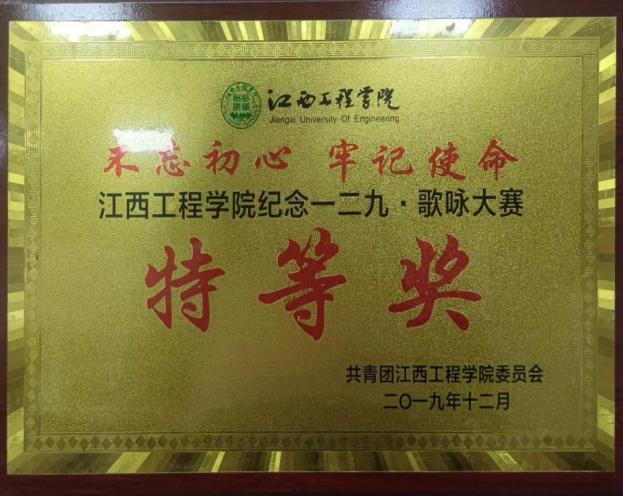 江西工程学院
Jiangxi University Of Engineering
不忘初心 牢记使命
江西工程学院纪念一二九·歌咏大赛
特等奖
共青团江西工程学院委员会
二〇一九年十二月